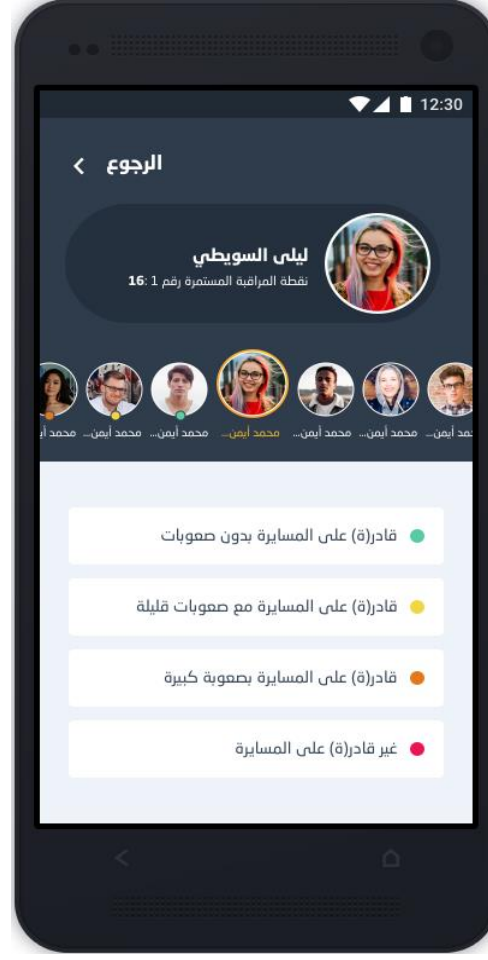 12:30
الرجوع
ليلى السويطي
نقطة المراقبة المستمرة رقم 1 :16
محمد أيمن...
محمد أيمن...
محمد أيمن...
محمد أيمن...
محمد أيمن...
محمد أيمن...
قادر(ة) على المسايرة بدون صعوبات
قادر(ة) على المسايرة مع صعوبات قليلة
قادر(ة) على المسايرة بصعوبة كبيرة
غير قادر(ة) على المسايرة